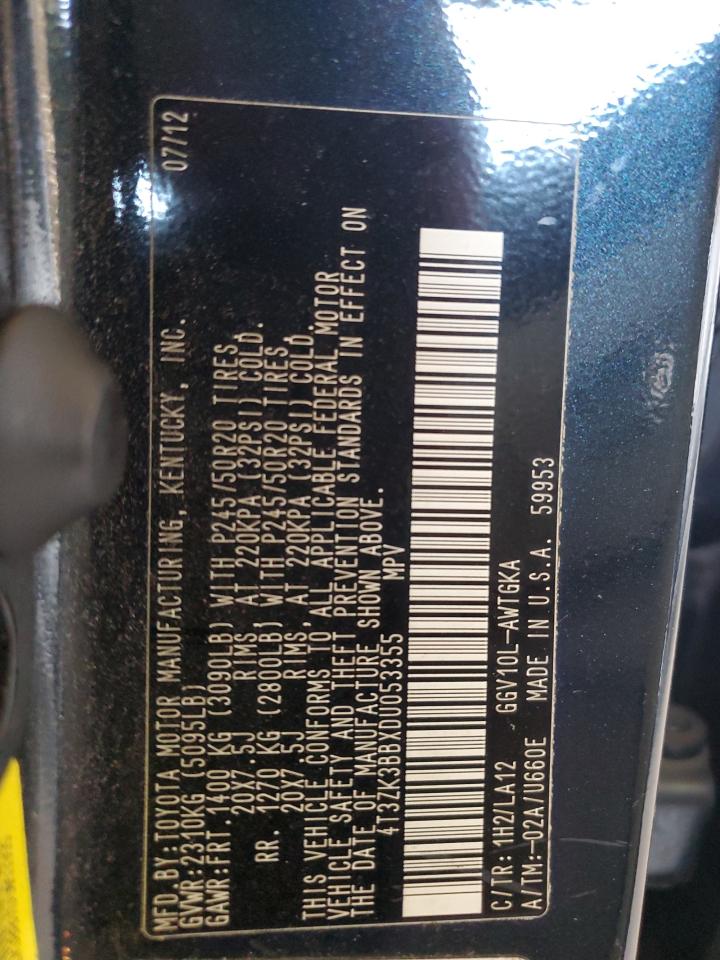 MFD.BY:TOYOTA MOTOR MANUFACTURING, KENTUCKY, INC. 07/12
GVWR:2310KG (5095LB)
GAWR:FRT. 1400 KG (3090LB) WITH P245/50R20 TIRES,
20X7.5J RIMS, AT 220KPA (32PSI) COLD.
RR. 1270 KG (2800LB) WITH P245/50R20 TIRES,
20X7.5J RIMS, AT 220KPA (32PSI) COLD.
THIS VEHICLE CONFORMS TO ALL APPLICABLE FEDERAL MOTOR
VEHICLE SAFETY AND THEFT PREVENTION STANDARDS IN EFFECT ON
THE DATE OF MANUFACTURE SHOWN ABOVE.
4T3ZK3BBXDU053355 MPV
C/TR: 1H2/LA12 GGV10L-AWTGKA
A/TM:-02A/U660E MADE IN U.S.A. 59953